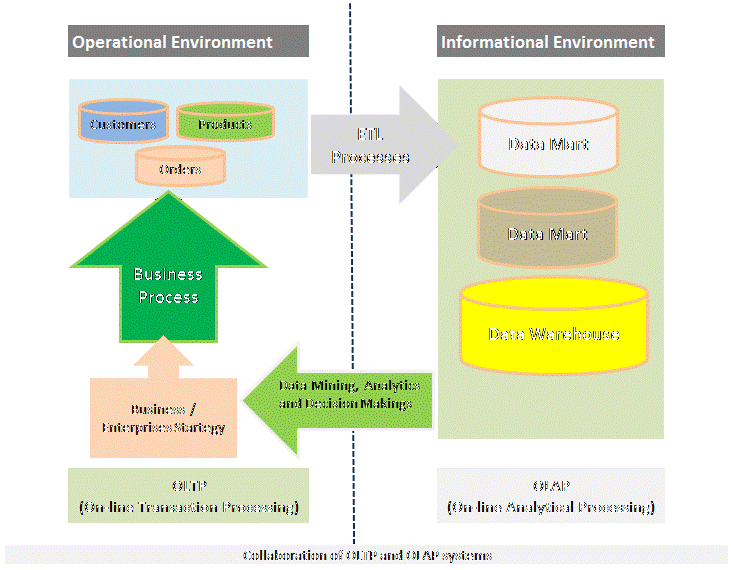 Operational Environment
Informational Environment
Customers
Products
Orders
ETL
Processes
Data Mart
Data Mart
Data Warehouse
Business
Process
Data Mining, Analytics
and Decision Makings
Business /
Enterprises Startegy
OLTP
(On-line Transaction Processing)
OLAP
(On-line Analytical Processing)
Collaboration of OLTP and OLAP systems